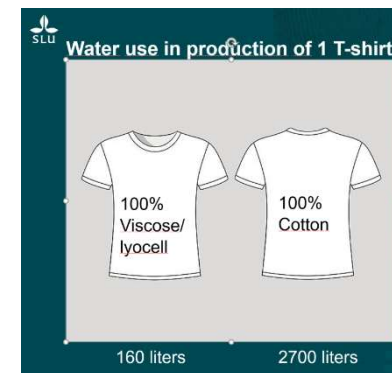 SLU
Water use in production of 1 T-shirt
100%
Viscose/
lyocell
100%
Cotton
160 liters
2700 liters